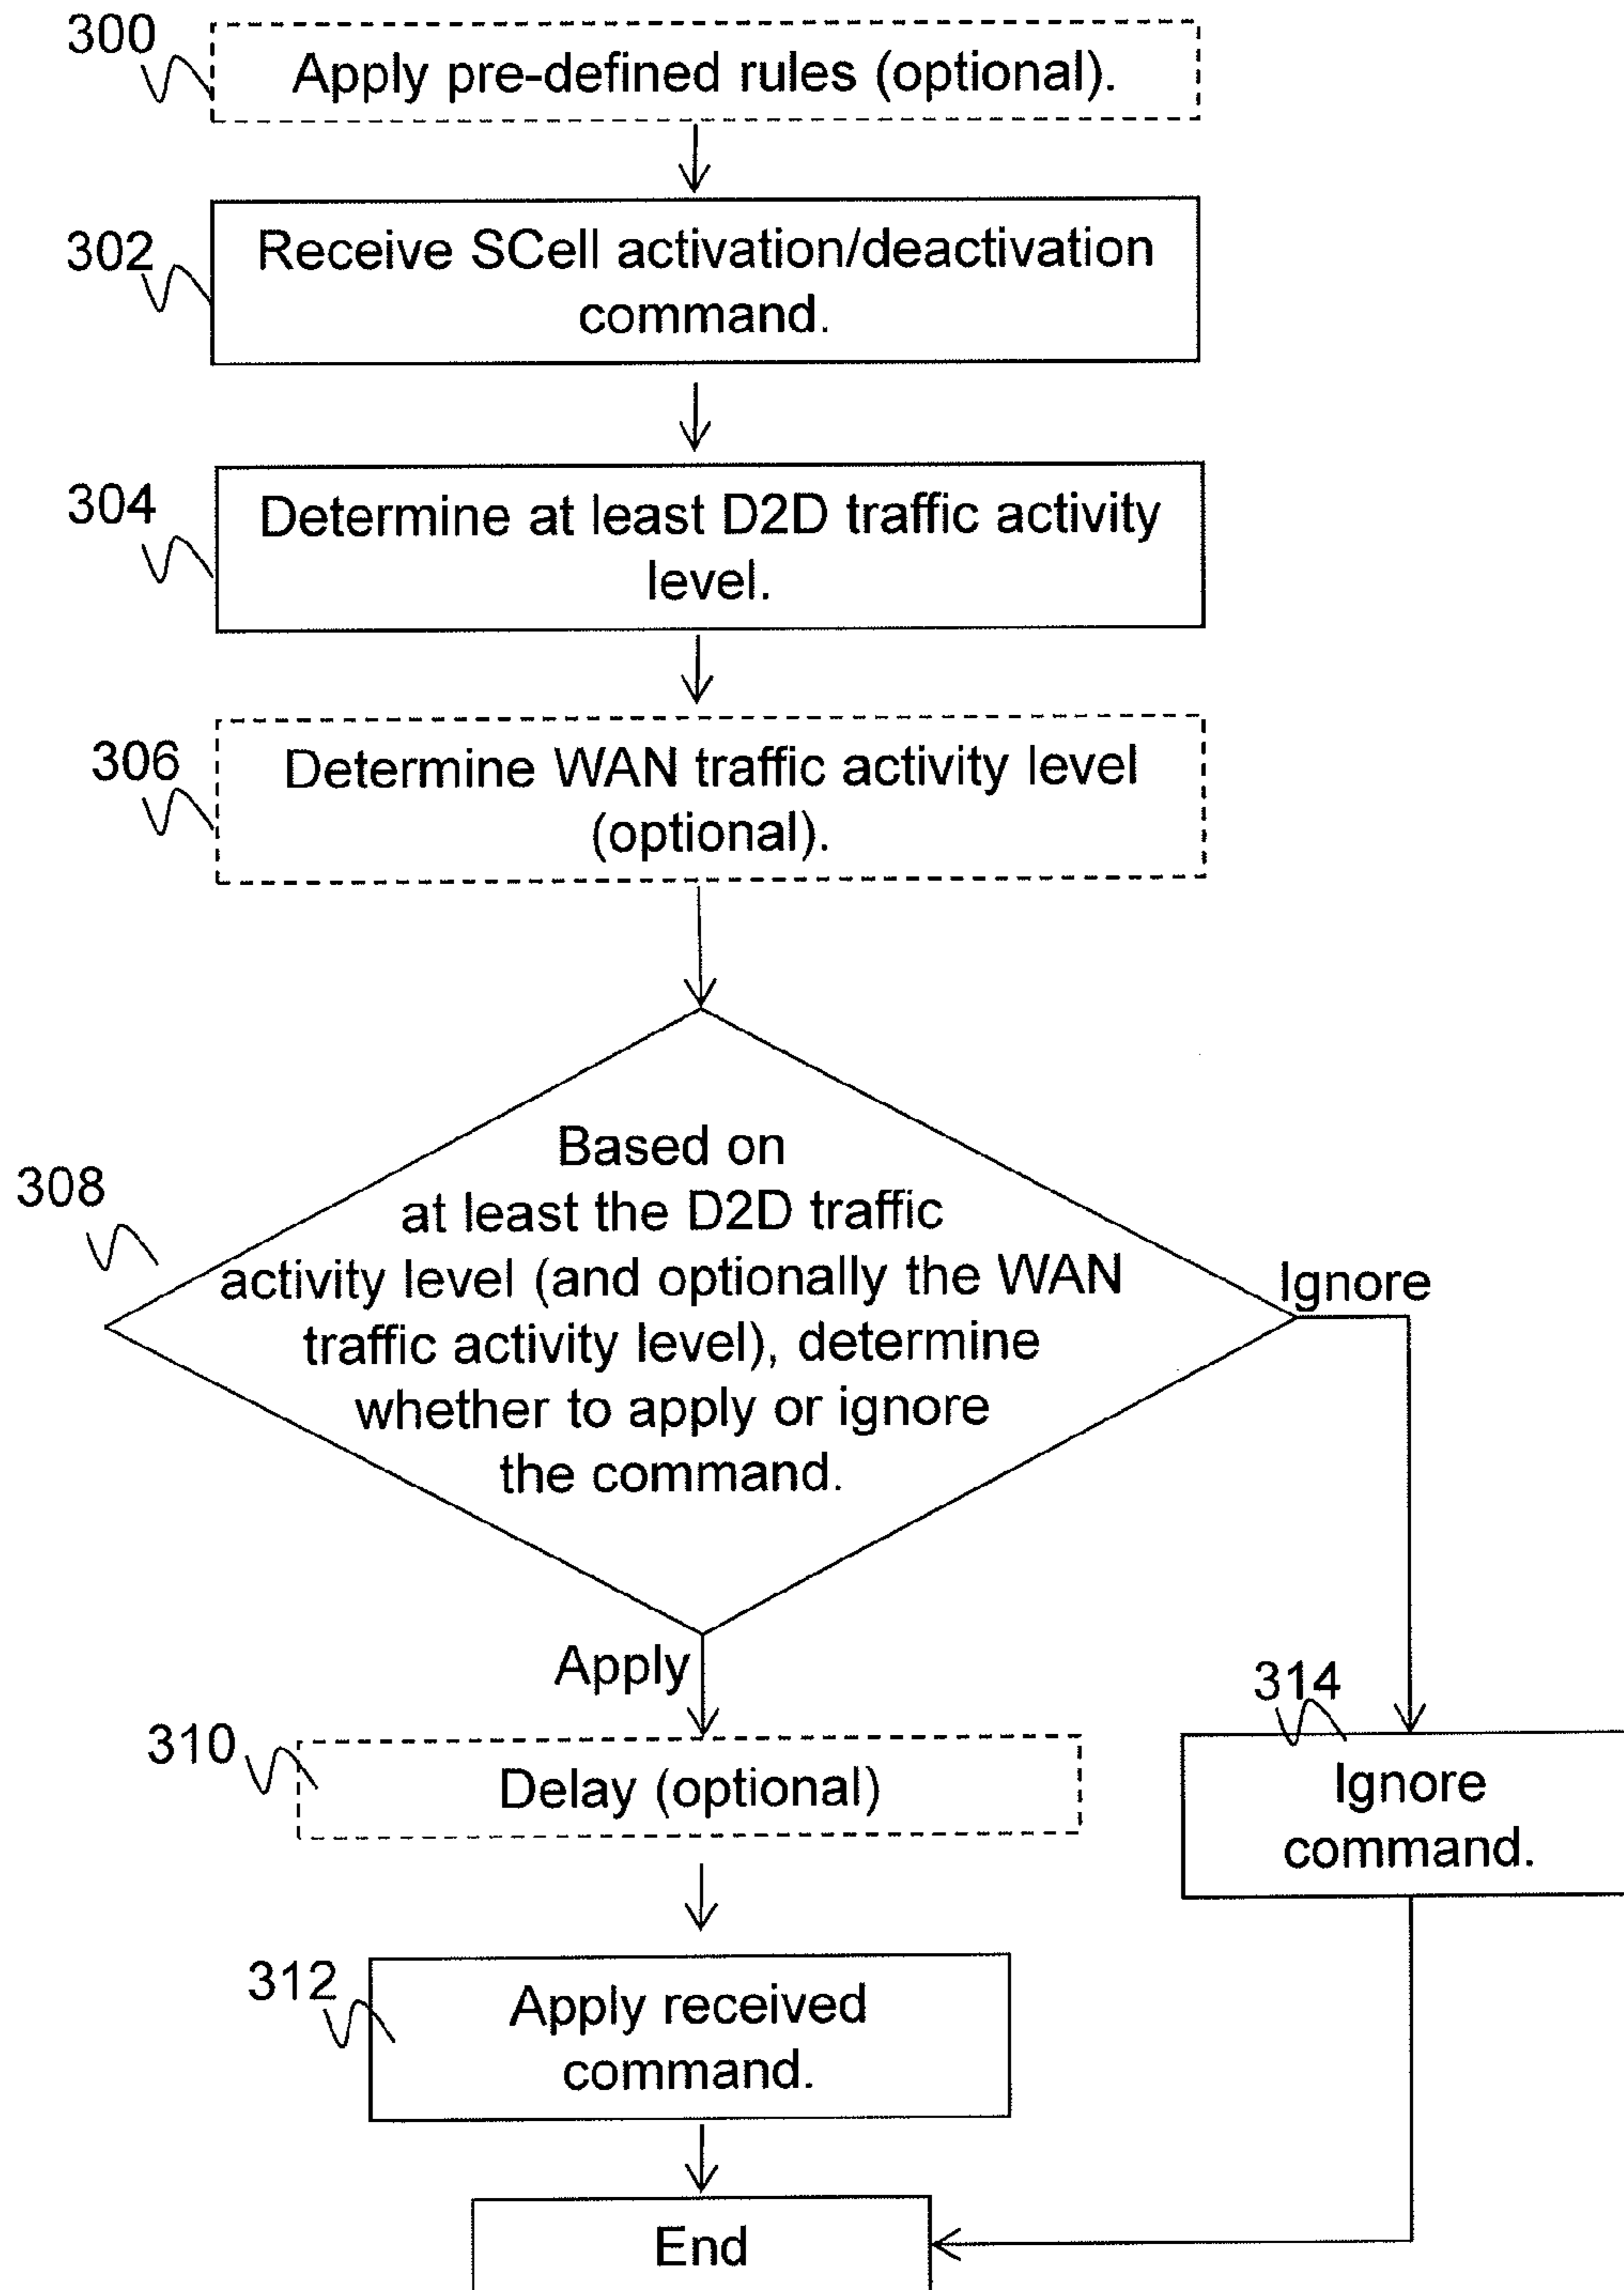 300
Apply pre-defined rules (optional).
302
Receive SCell activation/deactivation
command.
304
Determine at least D2D traffic activity
level.
306
Determine WAN traffic activity level
(optional).
308
Based on
at least the D2D traffic
activity level (and optionally the WAN
traffic activity level), determine
whether to apply or ignore
the command.
Ignore
Apply
310
Delay (optional)
314
Ignore
command.
312
Apply received
command.
End